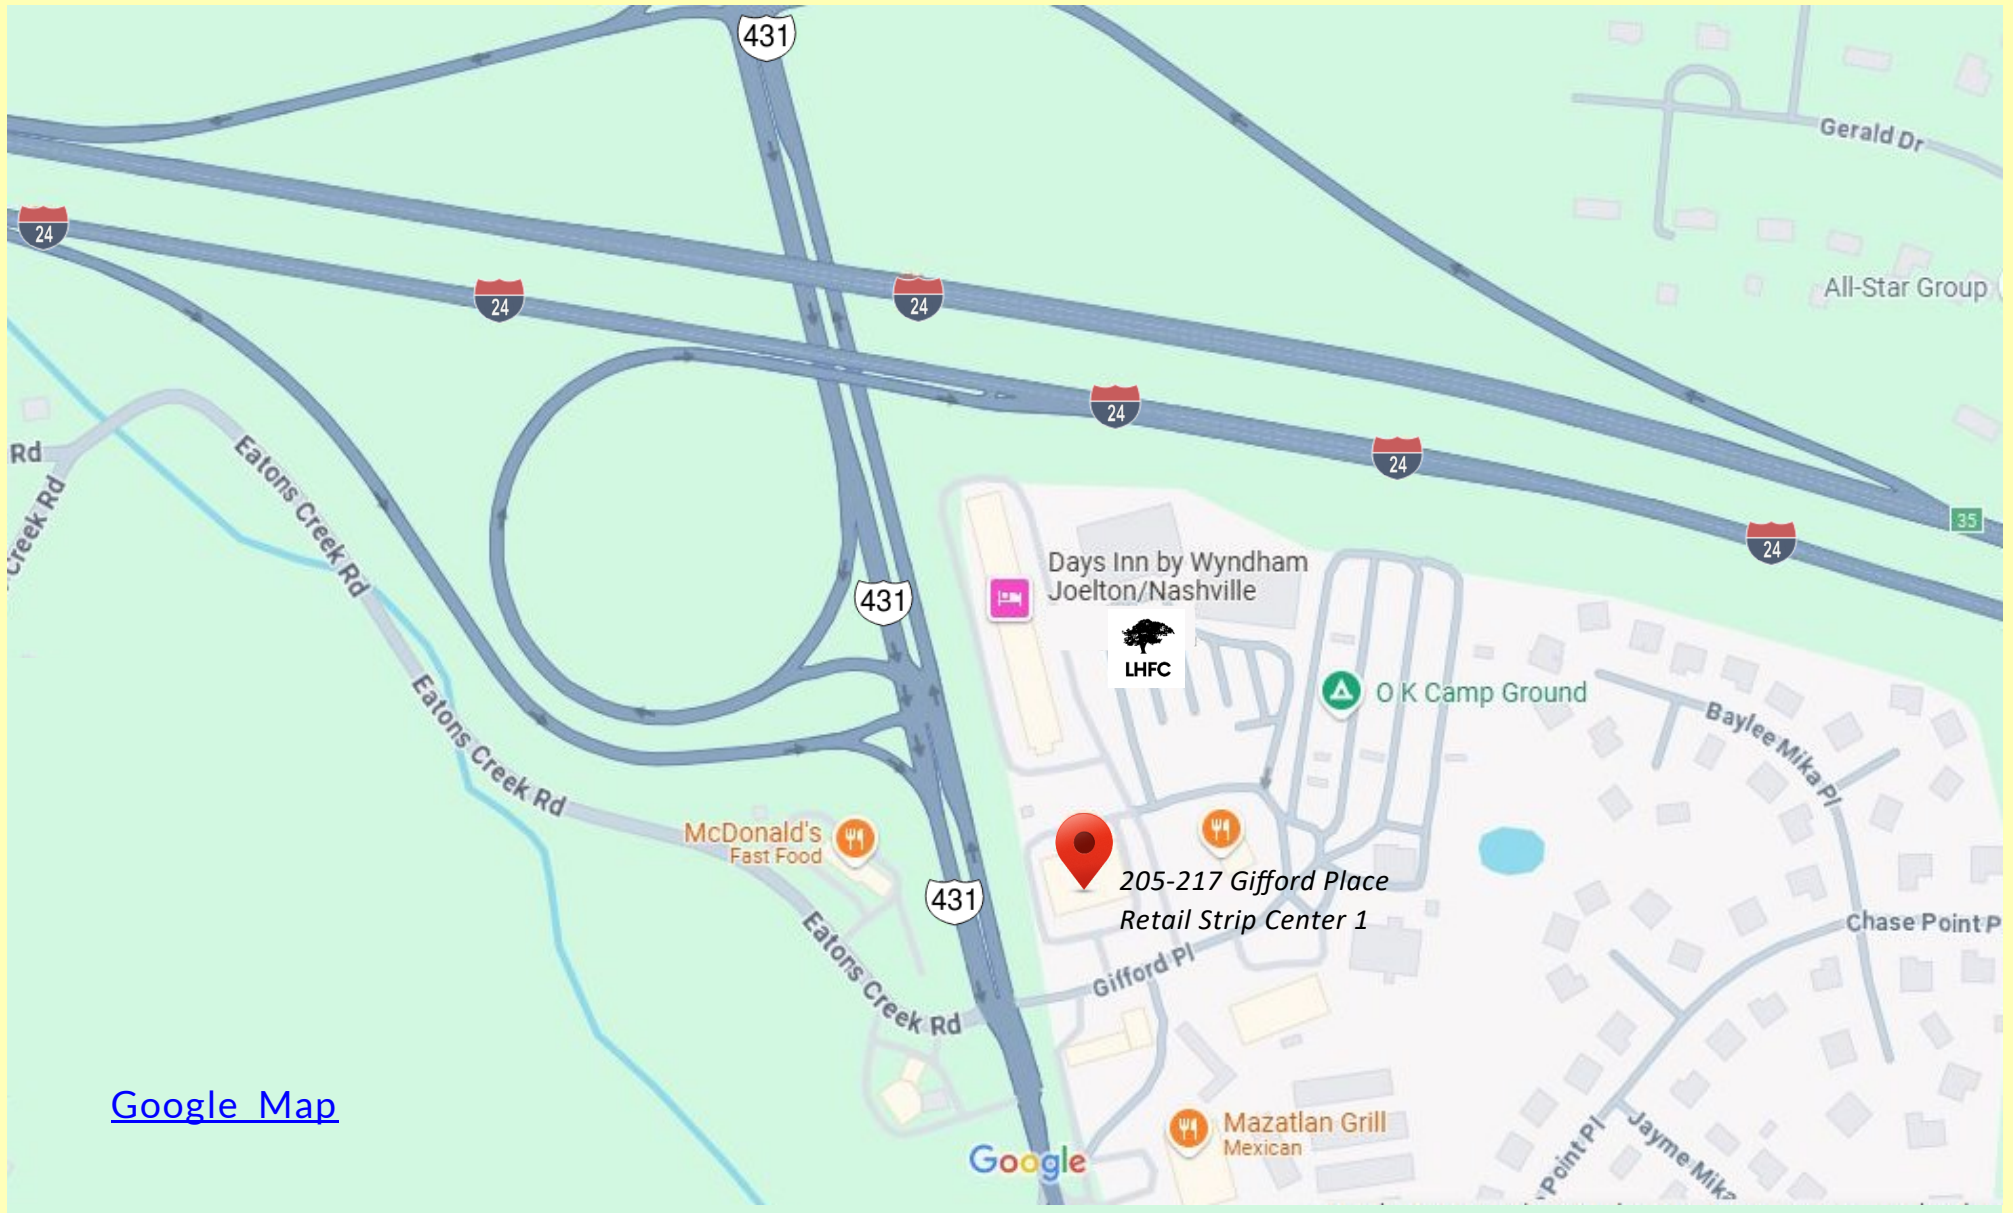 431
Gerald Dr
24
24
24
All-Star Group
24
24
35
24
Rd
Eatons Creek Rd
Creek Rd
Days Inn by Wyndham
Joelton/Nashville
431
LHFC
O K Camp Ground
Eatons Creek Rd
Baylee Mika Pl
McDonald's
Fast Food
205-217 Gifford Place
Retail Strip Center 1
431
Chase Point P
Eatons Creek Rd
Gifford Pl
Google Map
Mazatlan Grill
Mexican
Point Pl
Jayme Mika
Google